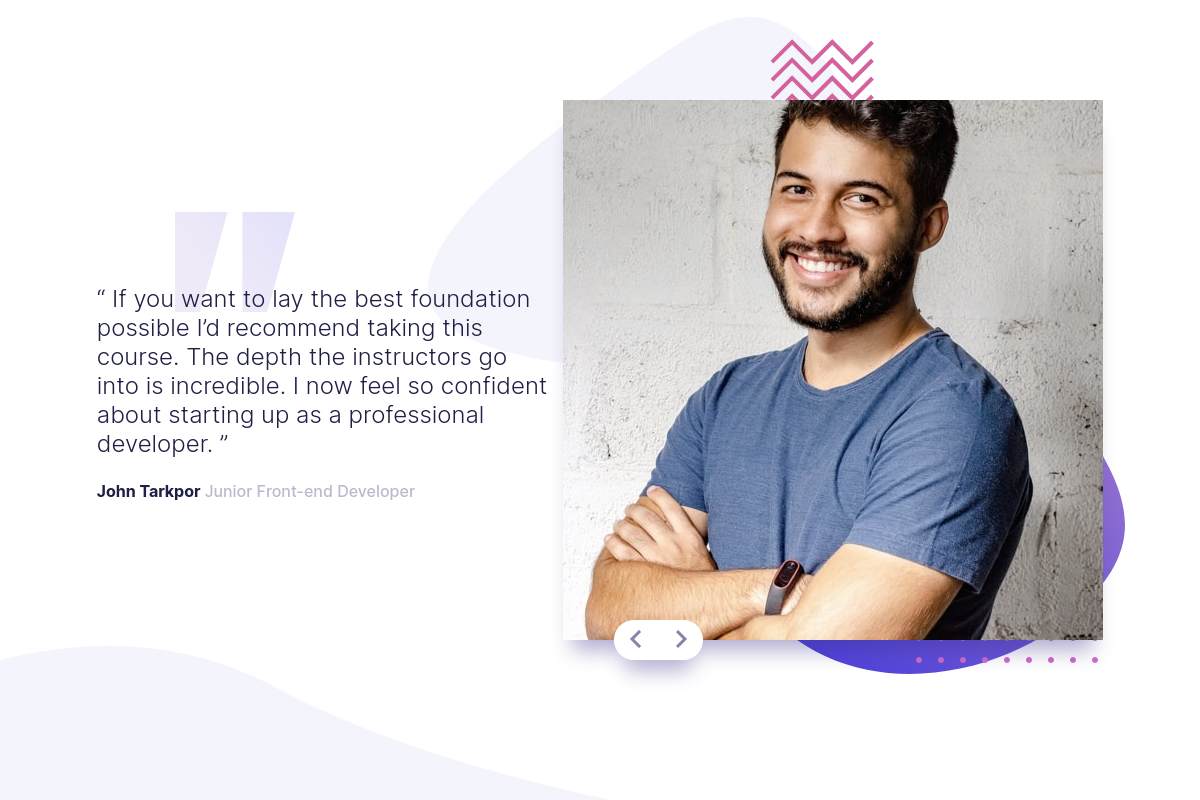 “ If you want to lay the best foundation
possible I’d recommend taking this
course. The depth the instructors go
into is incredible. I now feel so confident
about starting up as a professional
developer. ”
John Tarkpor Junior Front-end Developer